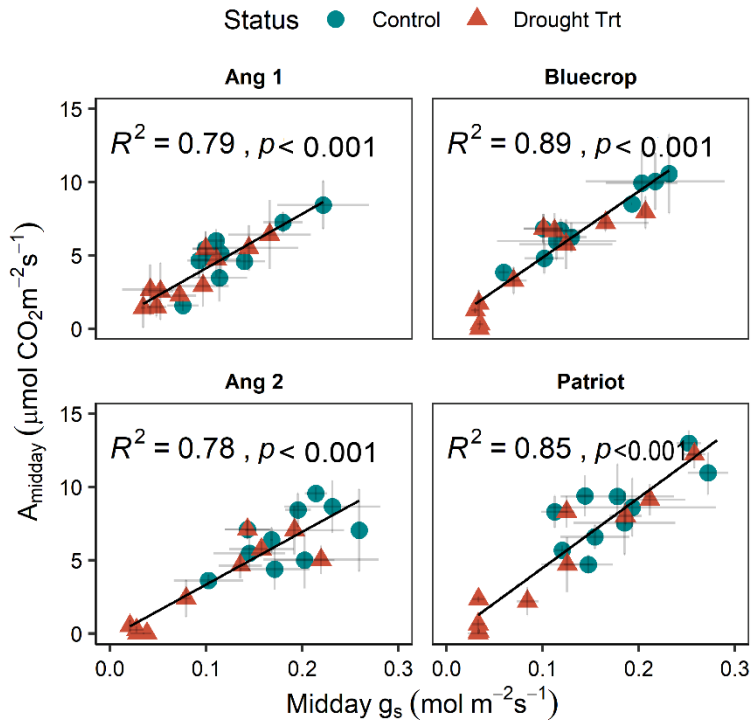 Status Control Drought Trt
Ang 1
Bluecrop
15
10
5
0
R² = 0.79 , p < 0.001
R² = 0.89 , p < 0.001
Ang 2
Patriot
15
10
5
0
R² = 0.78 , p < 0.001
R² = 0.85 , p<0.001
0.0 0.1 0.2 0.3
0.0 0.1 0.2 0.3
Midday gₛ (mol m⁻²s⁻¹)
A_midday (μmol CO₂m⁻²s⁻¹)